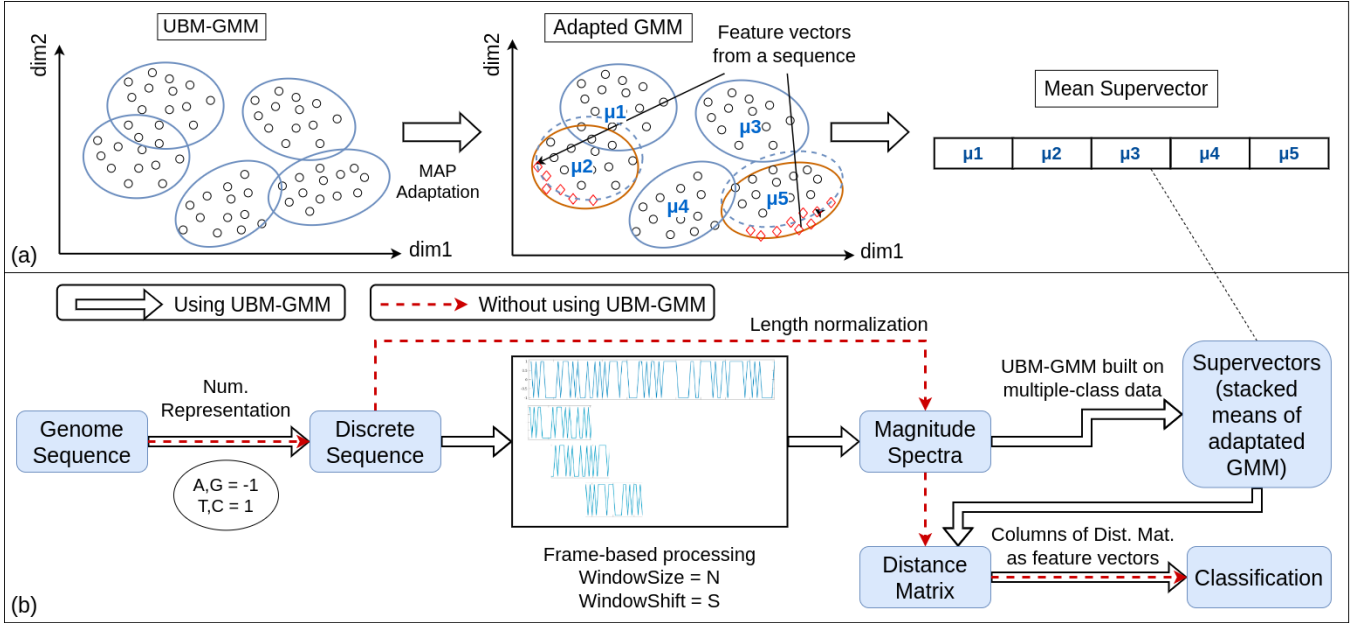 UBM-GMM
dim2
dim1
(a)
MAP
Adaptation
Adapted GMM
dim2
Feature vectors
from a sequence
μ1
μ2
μ3
μ4
μ5
dim1
Mean Supervector
μ1 μ2 μ3 μ4 μ5
Using UBM-GMM
Without using UBM-GMM
Length normalization
Num.
Representation
Genome
Sequence
A,G = -1
T,C = 1
Discrete
Sequence
Frame-based processing
WindowSize = N
WindowShift = S
Magnitude
Spectra
UBM-GMM built on
multiple-class data
Supervectors
(stacked
means of
adaptated
GMM)
Distance
Matrix
Columns of Dist. Mat.
as feature vectors
Classification
(b)